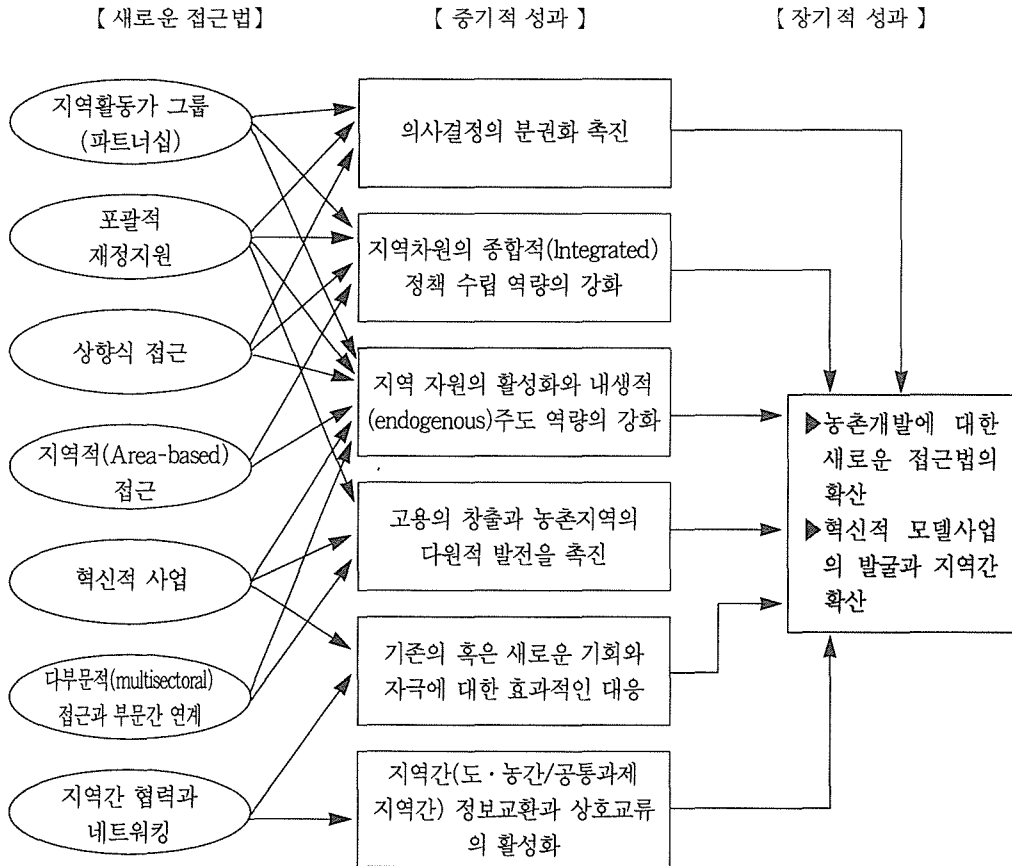 【 새로운 접근법】
【 중기적 성과 】
【 장기적 성과 】
지역활동가 그룹
(파트너십)
포괄적
재정지원
상향식 접근
지역적(Area-based)
접근
혁신적 사업
다부문적(multisectoral)
접근과 부문간 연계
지역간 협력과
네트워킹
의사결정의 분권화 촉진
지역차원의 종합적(Integrated)
정책 수립 역량의 강화
지역 자원의 활성화와 내생적
(endogenous)주도 역량의 강화
고용의 창출과 농촌지역의
다원적 발전을 촉진
기존의 혹은 새로운 기회와
자극에 대한 효과적인 대응
지역간(도・농간/공통과제
지역간) 정보교환과 상호교류
의 활성화
▶농촌개발에 대한
새로운 접근법의
확산
▶혁신적 모델사업
의 발굴과 지역간
확산